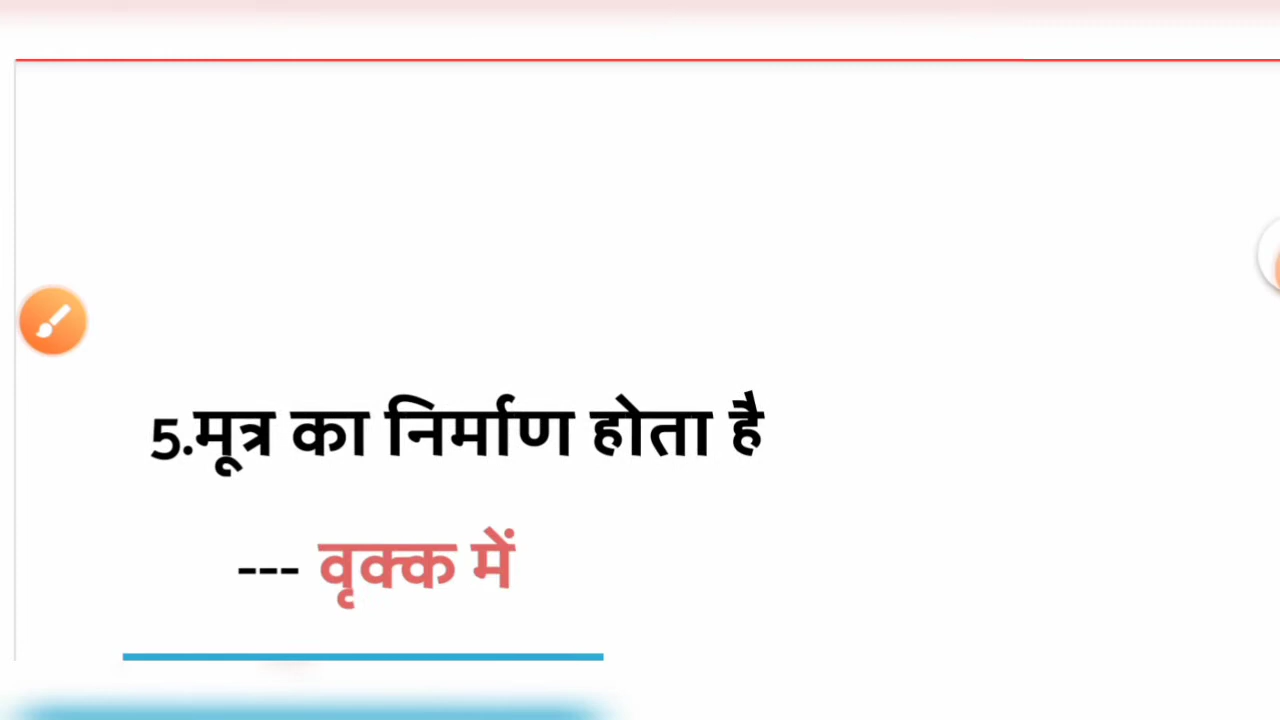 5.मूत्र का निर्माण होता है
--- वृक्क में